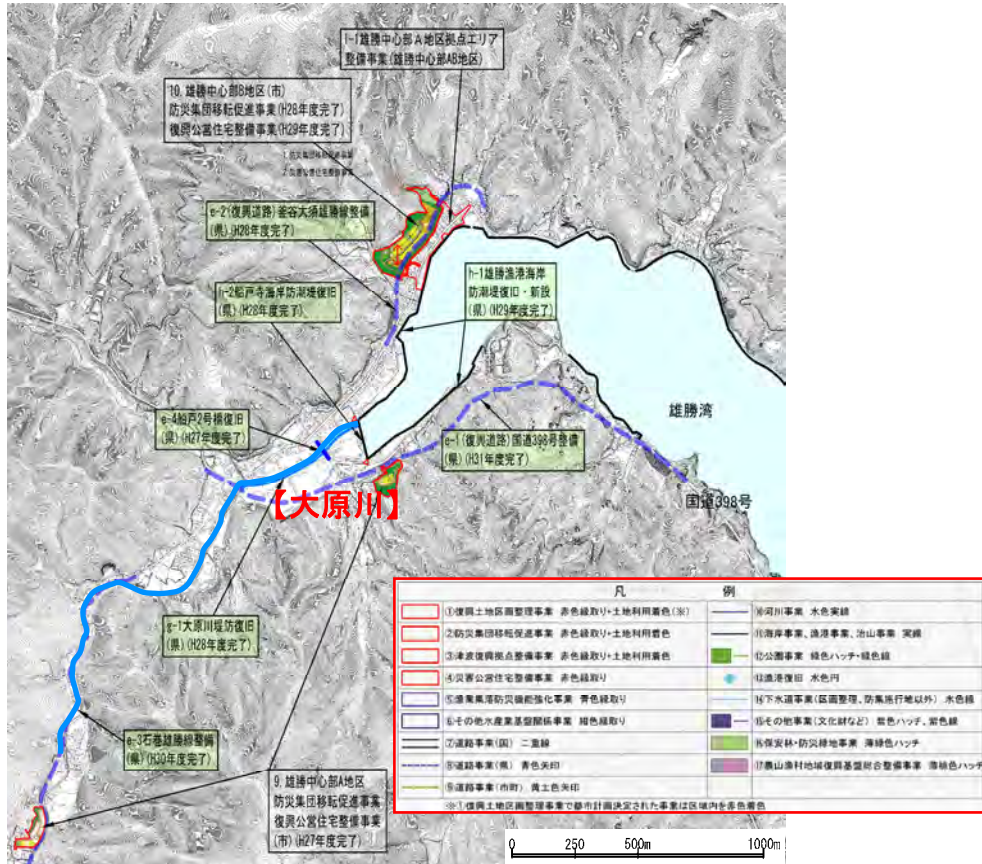 1-1雄勝中心部A地区拠点エリア
整備事業(雄勝中心部AB地区)
10. 雄勝中心部B地区(市)
防災集団移転促進事業(H28年度完了)
復興公営住宅整備事業(H29年度完了)
1.防災集団移転促進事業
2.災害公営住宅整備事業
e-2(復興道路)釜谷大須雄勝線整備
(県)(H28年度完了)
h-2船戸寺海岸防潮堤復旧
(県)(H28年度完了)
h-1雄勝漁港海岸
防潮堤復旧・新設
(県)(H29年度完了)
雄勝湾
e-4船戸2号橋復旧
(県)(H27年度完了)
e-1(復興道路)国道398号整備
(県)(H31年度完了)
国道398号
【大原川】
g-1大原川堤防復旧
(県)(H28年度完了)
e-3石巻雄勝線整備
(県)(H30年度完了)
9. 雄勝中心部A地区
防災集団移転促進事業
復興公営住宅整備事業
(市)(H27年度完了)
凡 例
①復興土地区画整理事業 赤色縁取り+土地利用着色(※)
②防災集団移転促進事業 赤色縁取り+土地利用着色
③津波復興拠点整備事業 赤色縁取り+土地利用着色
④災害公営住宅整備事業 赤色縁取り
⑤漁業集落防災機能強化事業 青色縁取り
⑥その他水産業基盤関係事業 紺色縁取り
⑦道路事業(国) 二重線
⑧道路事業(県) 青色矢印
⑨道路事業(市町) 黄土色矢印
⑩河川事業 水色実線
⑪海岸事業、漁港事業、治山事業 実線
⑫公園事業 緑色ハッチ・緑色線
⑬漁港復旧 水色円
⑭下水道事業(区画整理、防集施行地以外) 水色線
⑮その他事業(文化財など) 紫色ハッチ、紫色線
⑯保安林・防災緑地事業 薄緑色ハッチ
⑰農山漁村地域復興基盤総合整備事業 薄桃色ハッチ
※①復興土地区画整理事業で都市計画決定された事業は区域内を赤色着色
0 250 500m 1000m